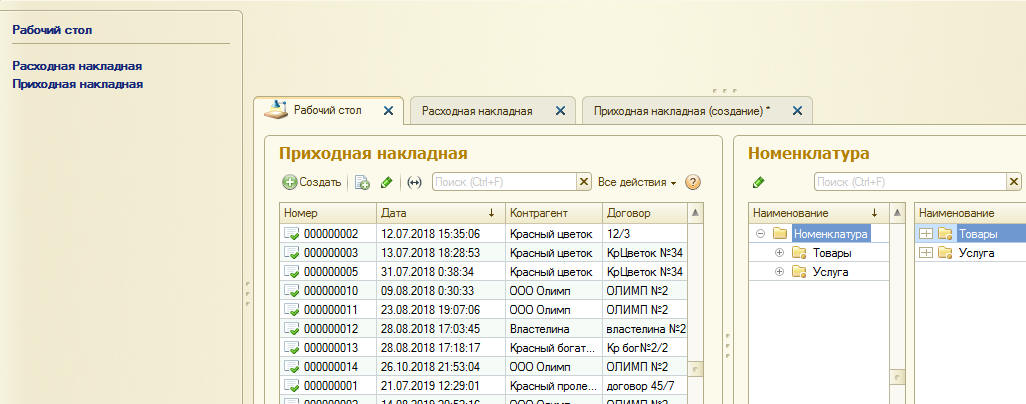 Рабочий стол
Расходная накладная
Приходная накладная
Рабочий стол
Расходная накладная
Приходная накладная (создание) *
Приходная накладная
Создать
Поиск (Ctrl+F)
Все действия
Номер Дата Контрагент Договор
000000002 12.07.2018 15:35:06 Красный цветок 12/3
000000003 13.07.2018 18:28:53 Красный цветок КрЦветок №34
000000005 31.07.2018 0:38:34 Красный цветок КрЦветок №34
000000010 09.08.2018 0:30:33 ООО Олимп ОЛИМП №2
000000011 23.08.2018 19:07:06 ООО Олимп ОЛИМП №2
000000012 28.08.2018 17:03:45 Властелина властелина №2
000000013 28.08.2018 17:18:17 Красный богат... Кр бог№2/2
000000014 26.10.2018 21:53:04 ООО Олимп ОЛИМП №2
000000001 21.07.2019 12:29:01 Красный проле... договор 45/7
Номенклатура
Поиск (Ctrl+F)
Наименование
Номенклатура
Товары
Услуга
Наименование
Товары
Услуга